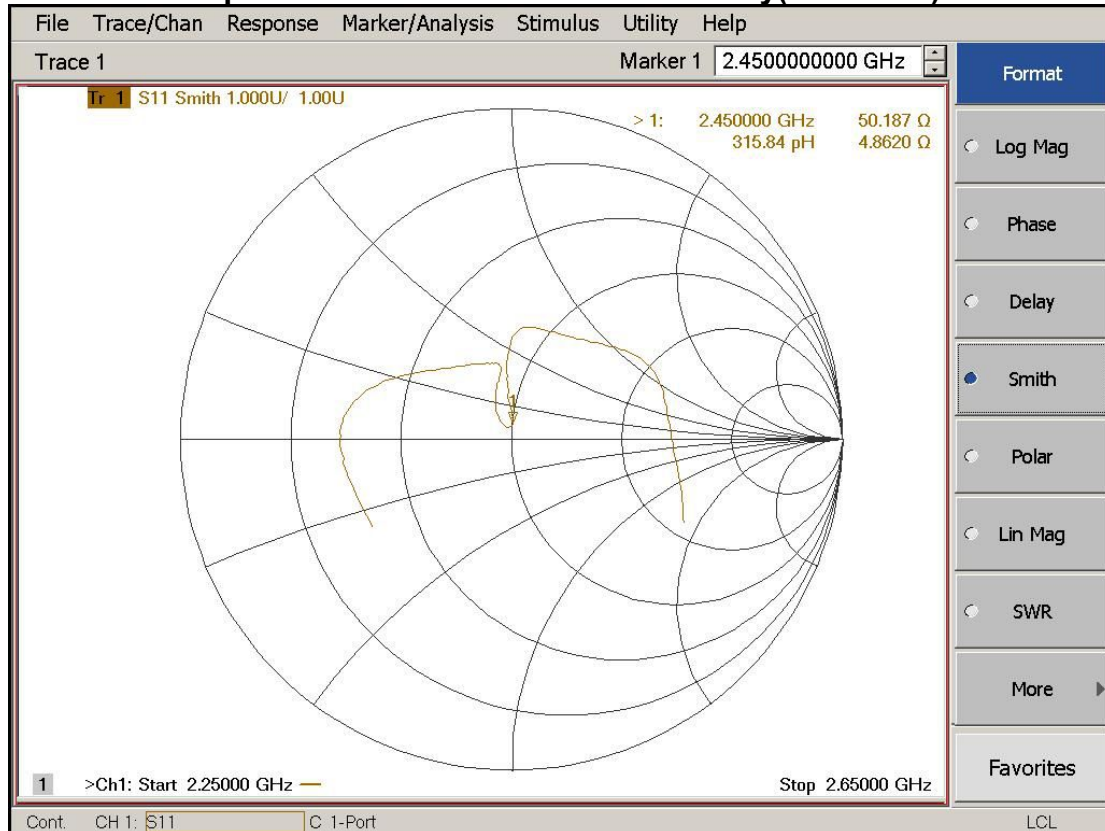 File Trace/Chan Response Marker/Analysis Stimulus Utility Help
Trace 1 Marker 1 2.4500000000 GHz
Format
Tr 1 S11 Smith 1.000U/ 1.00U
> 1: 2.450000 GHz 50.187 Ω
315.84 pH 4.8620 Ω
Log Mag
Phase
Delay
Smith
1
Polar
Lin Mag
SWR
More
Favorites
1 >Ch1: Start 2.25000 GHz Stop 2.65000 GHz
Cont. CH 1: S11 C 1-Port LCL